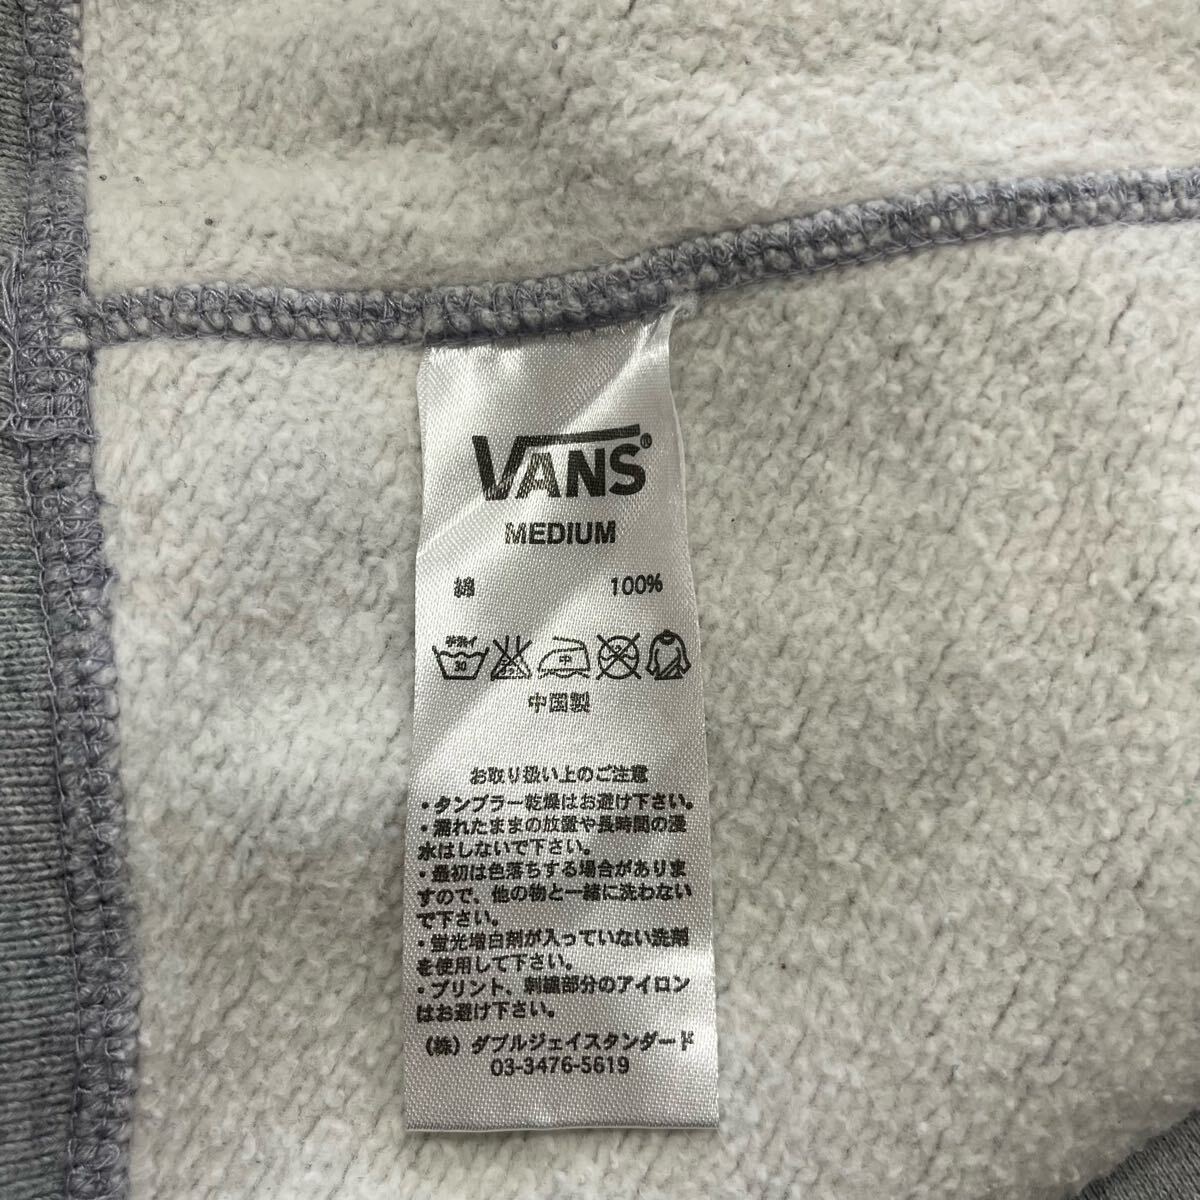 VANS®
MEDIUM
綿 100%
手洗イ
30
中
中国製
お取り扱い上のご注意
・タンブラー乾燥はお避け下さい。
・濡れたままの放置や長時間の浸
水はしないで下さい。
・最初は色落ちする場合がありま
すので、他の物と一緒に洗わない
で下さい。
・蛍光増白剤が入っていない洗剤
を使用して下さい。
・プリント、刺繍部分のアイロン
はお避け下さい。
（株）ダブルジェイスタンダード
03-3476-5619